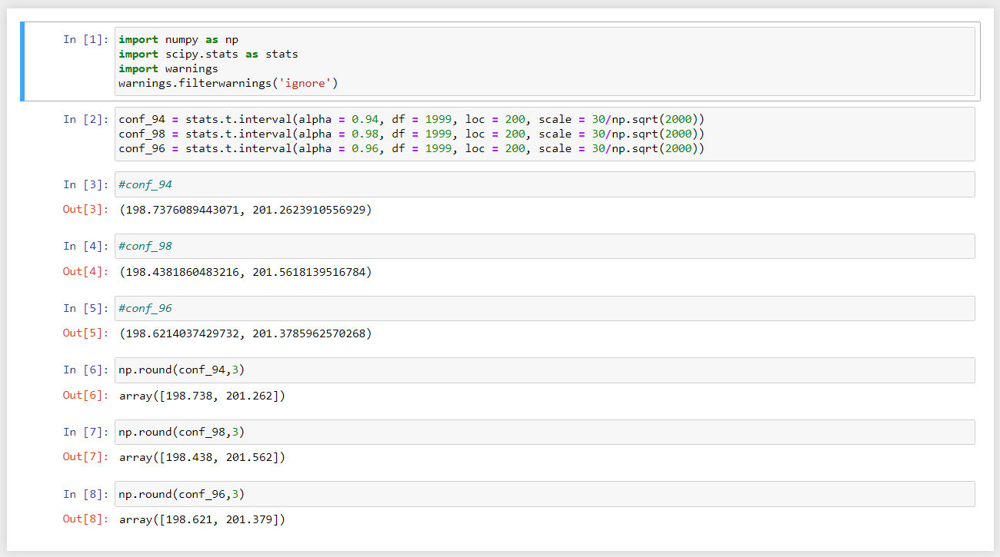 In [1]: import numpy as np
import scipy.stats as stats
import warnings
warnings.filterwarnings('ignore')
In [2]: conf_94 = stats.t.interval(alpha = 0.94, df = 1999, loc = 200, scale = 30/np.sqrt(2000))
conf_98 = stats.t.interval(alpha = 0.98, df = 1999, loc = 200, scale = 30/np.sqrt(2000))
conf_96 = stats.t.interval(alpha = 0.96, df = 1999, loc = 200, scale = 30/np.sqrt(2000))
In [3]: #conf_94
Out[3]: (198.7376089443071, 201.2623910556929)
In [4]: #conf_98
Out[4]: (198.4381860483216, 201.5618139516784)
In [5]: #conf_96
Out[5]: (198.6214037429732, 201.3785962570268)
In [6]: np.round(conf_94,3)
Out[6]: array([198.738, 201.262])
In [7]: np.round(conf_98,3)
Out[7]: array([198.438, 201.562])
In [8]: np.round(conf_96,3)
Out[8]: array([198.621, 201.379])